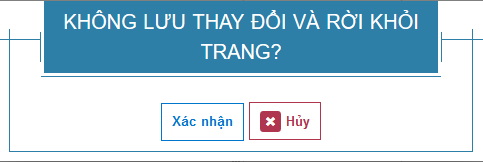 KHÔNG LƯU THAY ĐỔI VÀ RỜI KHỎI
TRANG?
Xác nhận
Hủy